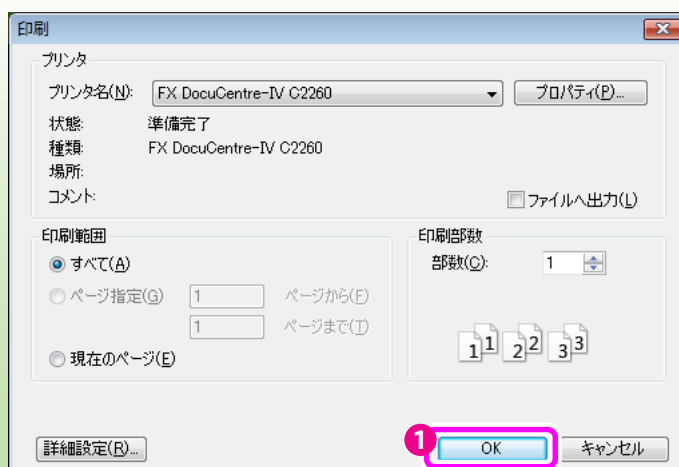 印刷
プリンタ
プリンタ名(N): FX DocuCentre-IV C2260 プロパティ(P)...
状態: 準備完了
種類: FX DocuCentre-IV C2260
場所:
コメント: ファイルへ出力(L)
印刷範囲
すべて(A)
ページ指定(G) 1 ページから(F)
1 ページまで(T)
現在のページ(E)
印刷部数
部数(C): 1
1 1 2 2 3 3
詳細設定(R)... 1 OK キャンセル